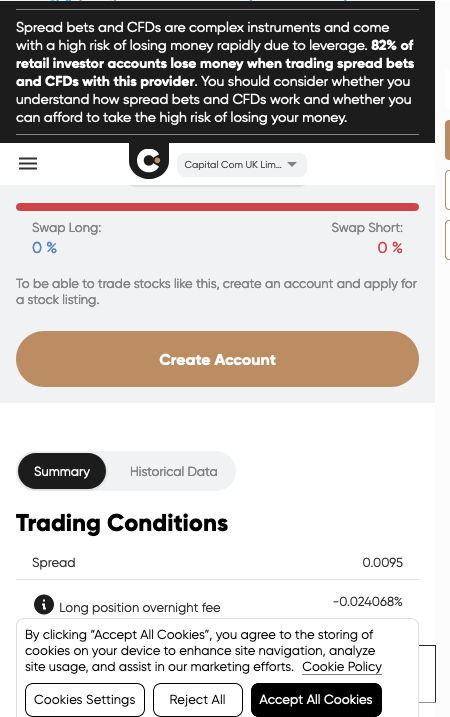 Spread bets and CFDs are complex instruments and come
with a high risk of losing money rapidly due to leverage. 82% of
retail investor accounts lose money when trading spread bets
and CFDs with this provider. You should consider whether you
understand how spread bets and CFDs work and whether you
can afford to take the high risk of losing your money.
Capital Com UK Lim...
Swap Long:
Swap Short:
0 %
0 %
To be able to trade stocks like this, create an account and apply for
a stock listing.
Create Account
Summary
Historical Data
Trading Conditions
Spread
0.0095
Long position overnight fee
-0.024068%
By clicking “Accept All Cookies”, you agree to the storing of
cookies on your device to enhance site navigation, analyze
site usage, and assist in our marketing efforts. Cookie Policy
Cookies Settings
Reject All
Accept All Cookies